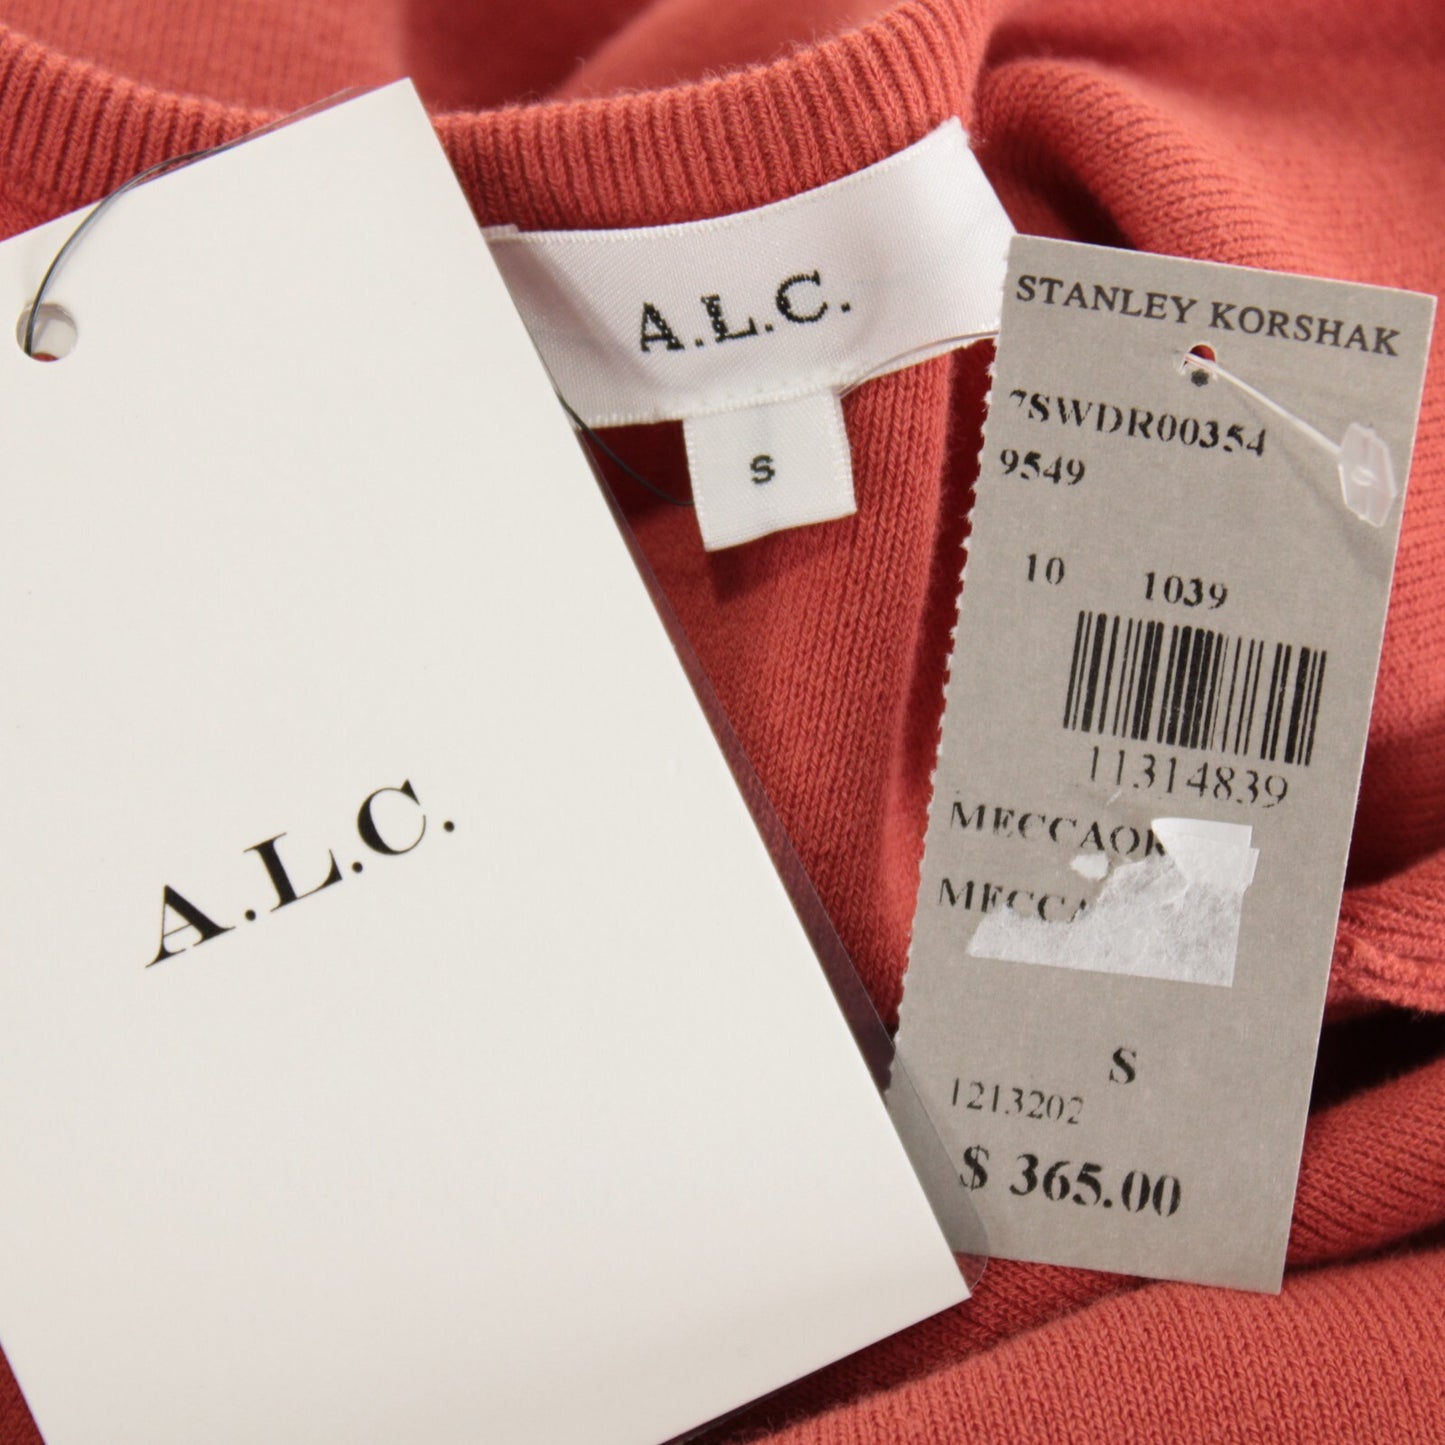 A.L.C.
S
A.L.C.
STANLEY KORSHAK
7SWDR00354
9549
10 1039
11314839
S
1213202
$ 365.00